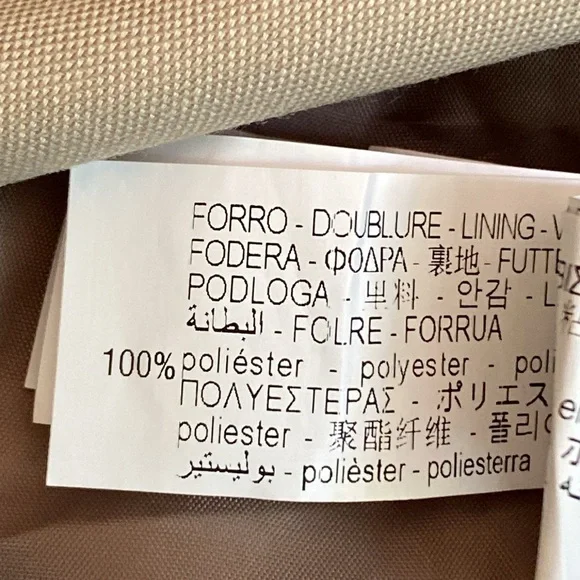 FORRO - DOUBLURE - LINING -
FODERA - ΦΟΔΡΑ - 裏地 - FUTTE
PODLOGA - 里料 - 안감 - L
البطانة - FOLRE - FORRUA
100% poliéster - polyester - poli
ΠΟΛΥΕΣΤΕΡΑΣ - ポリエス
poliester - 聚酯纤维 - 폴리
بوليستير - polièster - poliesterra